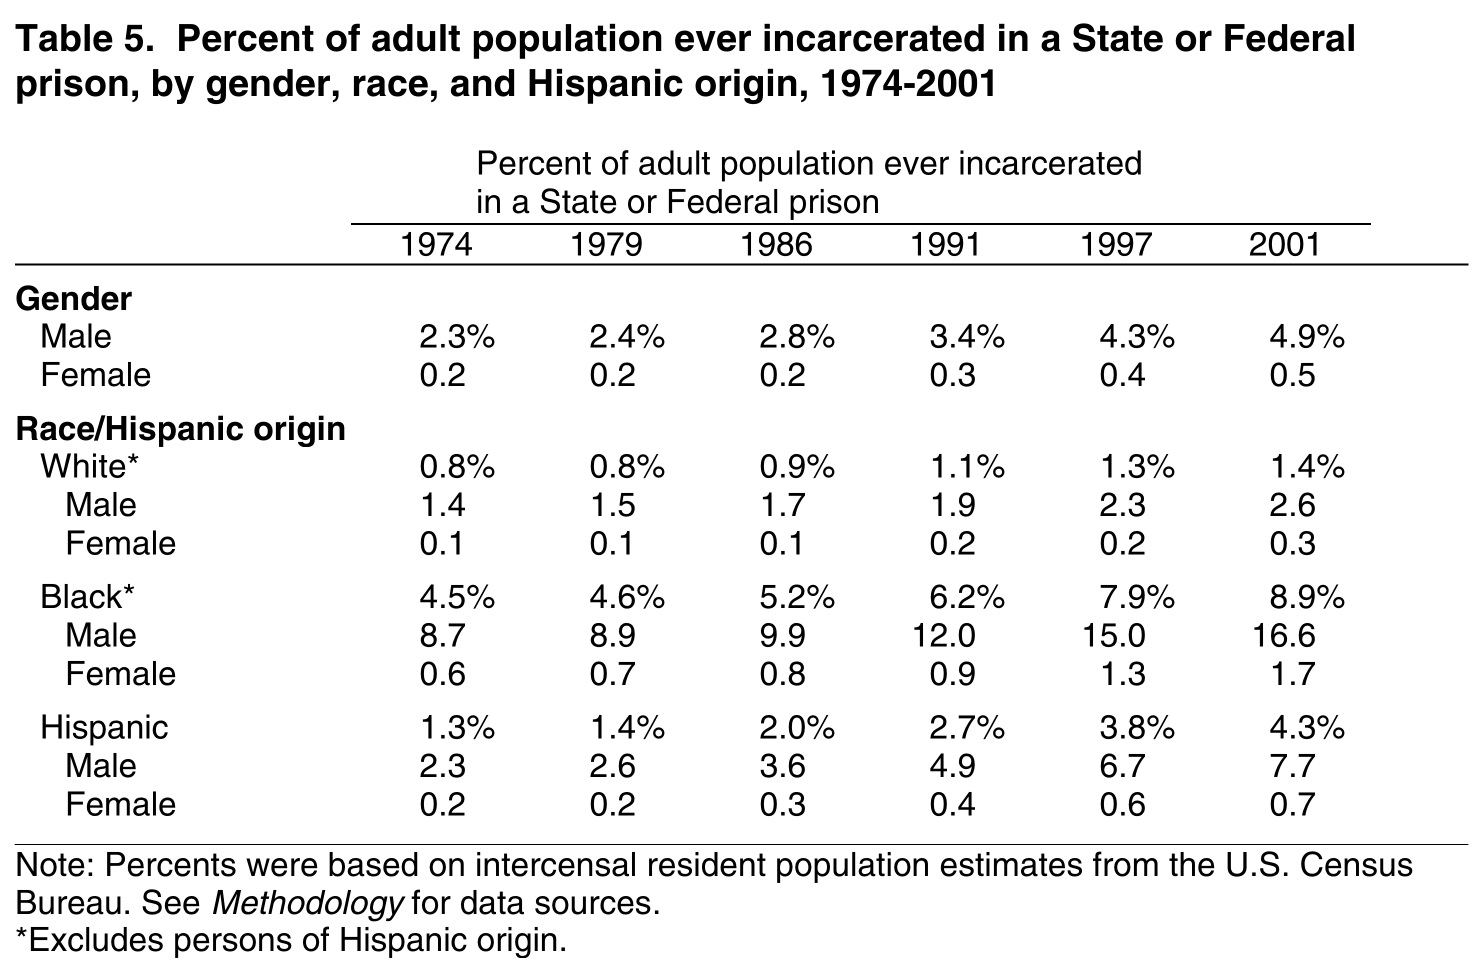 Table 5. Percent of adult population ever incarcerated in a State or Federal
prison, by gender, race, and Hispanic origin, 1974-2001
Percent of adult population ever incarcerated
in a State or Federal prison
1974 1979 1986 1991 1997 2001
Gender
Male 2.3% 2.4% 2.8% 3.4% 4.3% 4.9%
Female 0.2 0.2 0.2 0.3 0.4 0.5
Race/Hispanic origin
White* 0.8% 0.8% 0.9% 1.1% 1.3% 1.4%
Male 1.4 1.5 1.7 1.9 2.3 2.6
Female 0.1 0.1 0.1 0.2 0.2 0.3
Black* 4.5% 4.6% 5.2% 6.2% 7.9% 8.9%
Male 8.7 8.9 9.9 12.0 15.0 16.6
Female 0.6 0.7 0.8 0.9 1.3 1.7
Hispanic 1.3% 1.4% 2.0% 2.7% 3.8% 4.3%
Male 2.3 2.6 3.6 4.9 6.7 7.7
Female 0.2 0.2 0.3 0.4 0.6 0.7
Note: Percents were based on intercensal resident population estimates from the U.S. Census
Bureau. See Methodology for data sources.
*Excludes persons of Hispanic origin.